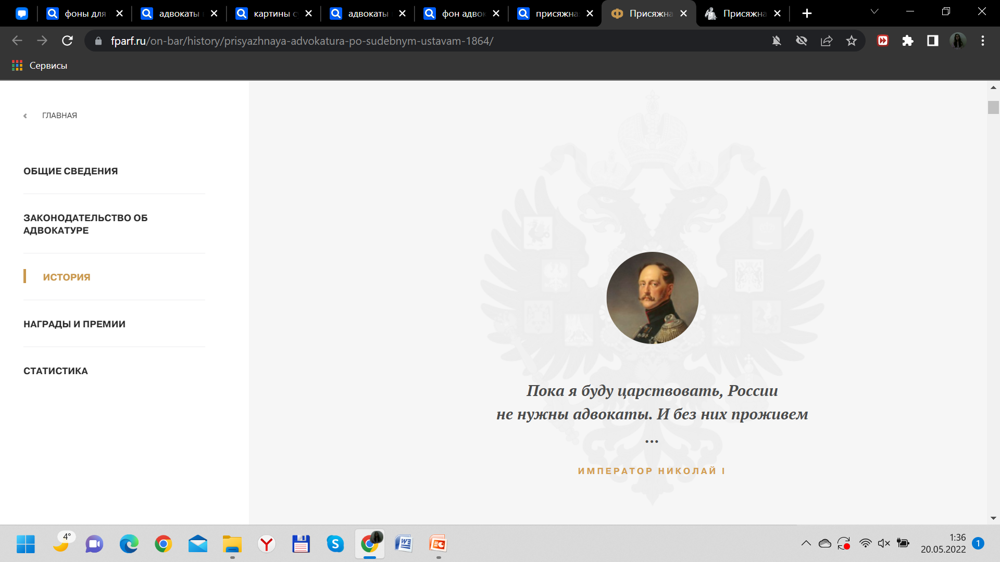 фоны для
адвокаты
картины
адвокаты
фон адвок
присяжна
Присяжна
Присяжна
fparf.ru/on-bar/history/prisyazhnaya-advokatura-po-sudebnym-ustavam-1864/
Сервисы
ГЛАВНАЯ
ОБЩИЕ СВЕДЕНИЯ
ЗАКОНОДАТЕЛЬСТВО ОБ
АДВОКАТУРЕ
ИСТОРИЯ
НАГРАДЫ И ПРЕМИИ
СТАТИСТИКА
Пока я буду царствовать, России
не нужны адвокаты. И без них проживем
...
ИМПЕРАТОР НИКОЛАЙ I
4°
1:36
20.05.2022
1